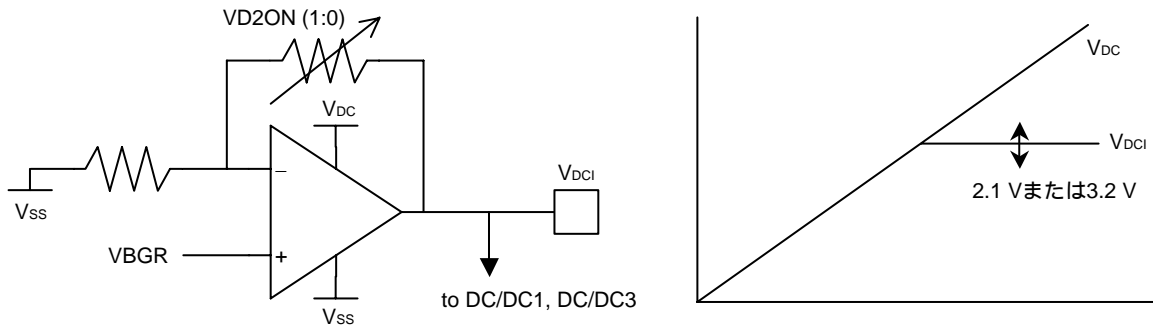 VD2ON (1:0)
VDC
−
VSS
VBGR
+
VSS
VDCI
to DC/DC1, DC/DC3
VDC
VDCI
2.1 Vまたは3.2 V